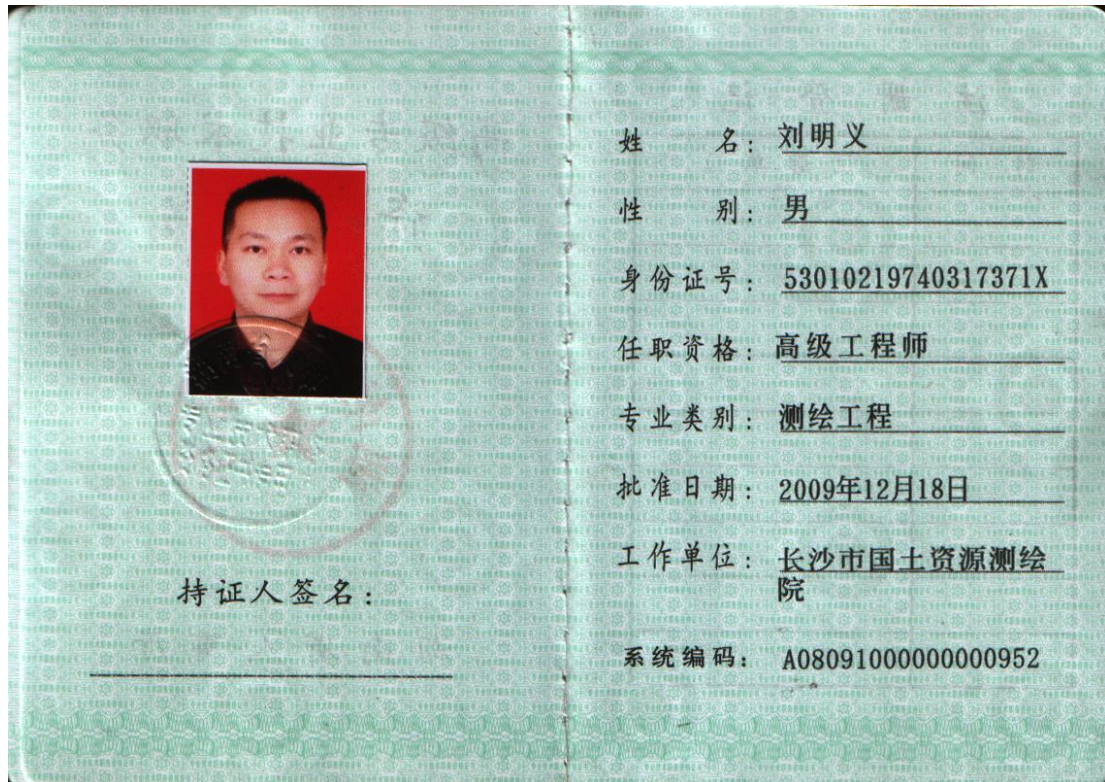 持证人签名：
姓 名： 刘明义
性 别： 男
身份证号： 53010219740317371X
任职资格： 高级工程师
专业类别： 测绘工程
批准日期： 2009年12月18日
工作单位： 长沙市国土资源测绘
院
系统编码： A08091000000000952